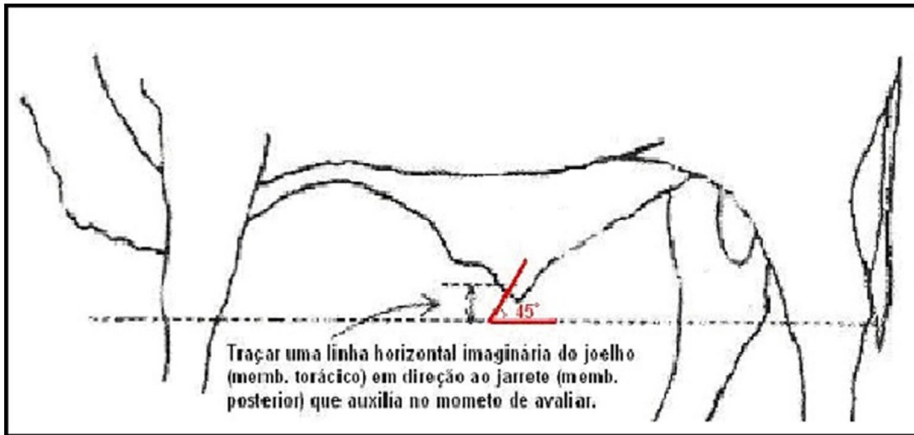 45°
Traçar uma linha horizontal imaginária do joelho
(memb. torácico) em direção ao jarrete (memb.
posterior) que auxilia no mometo de avaliar.